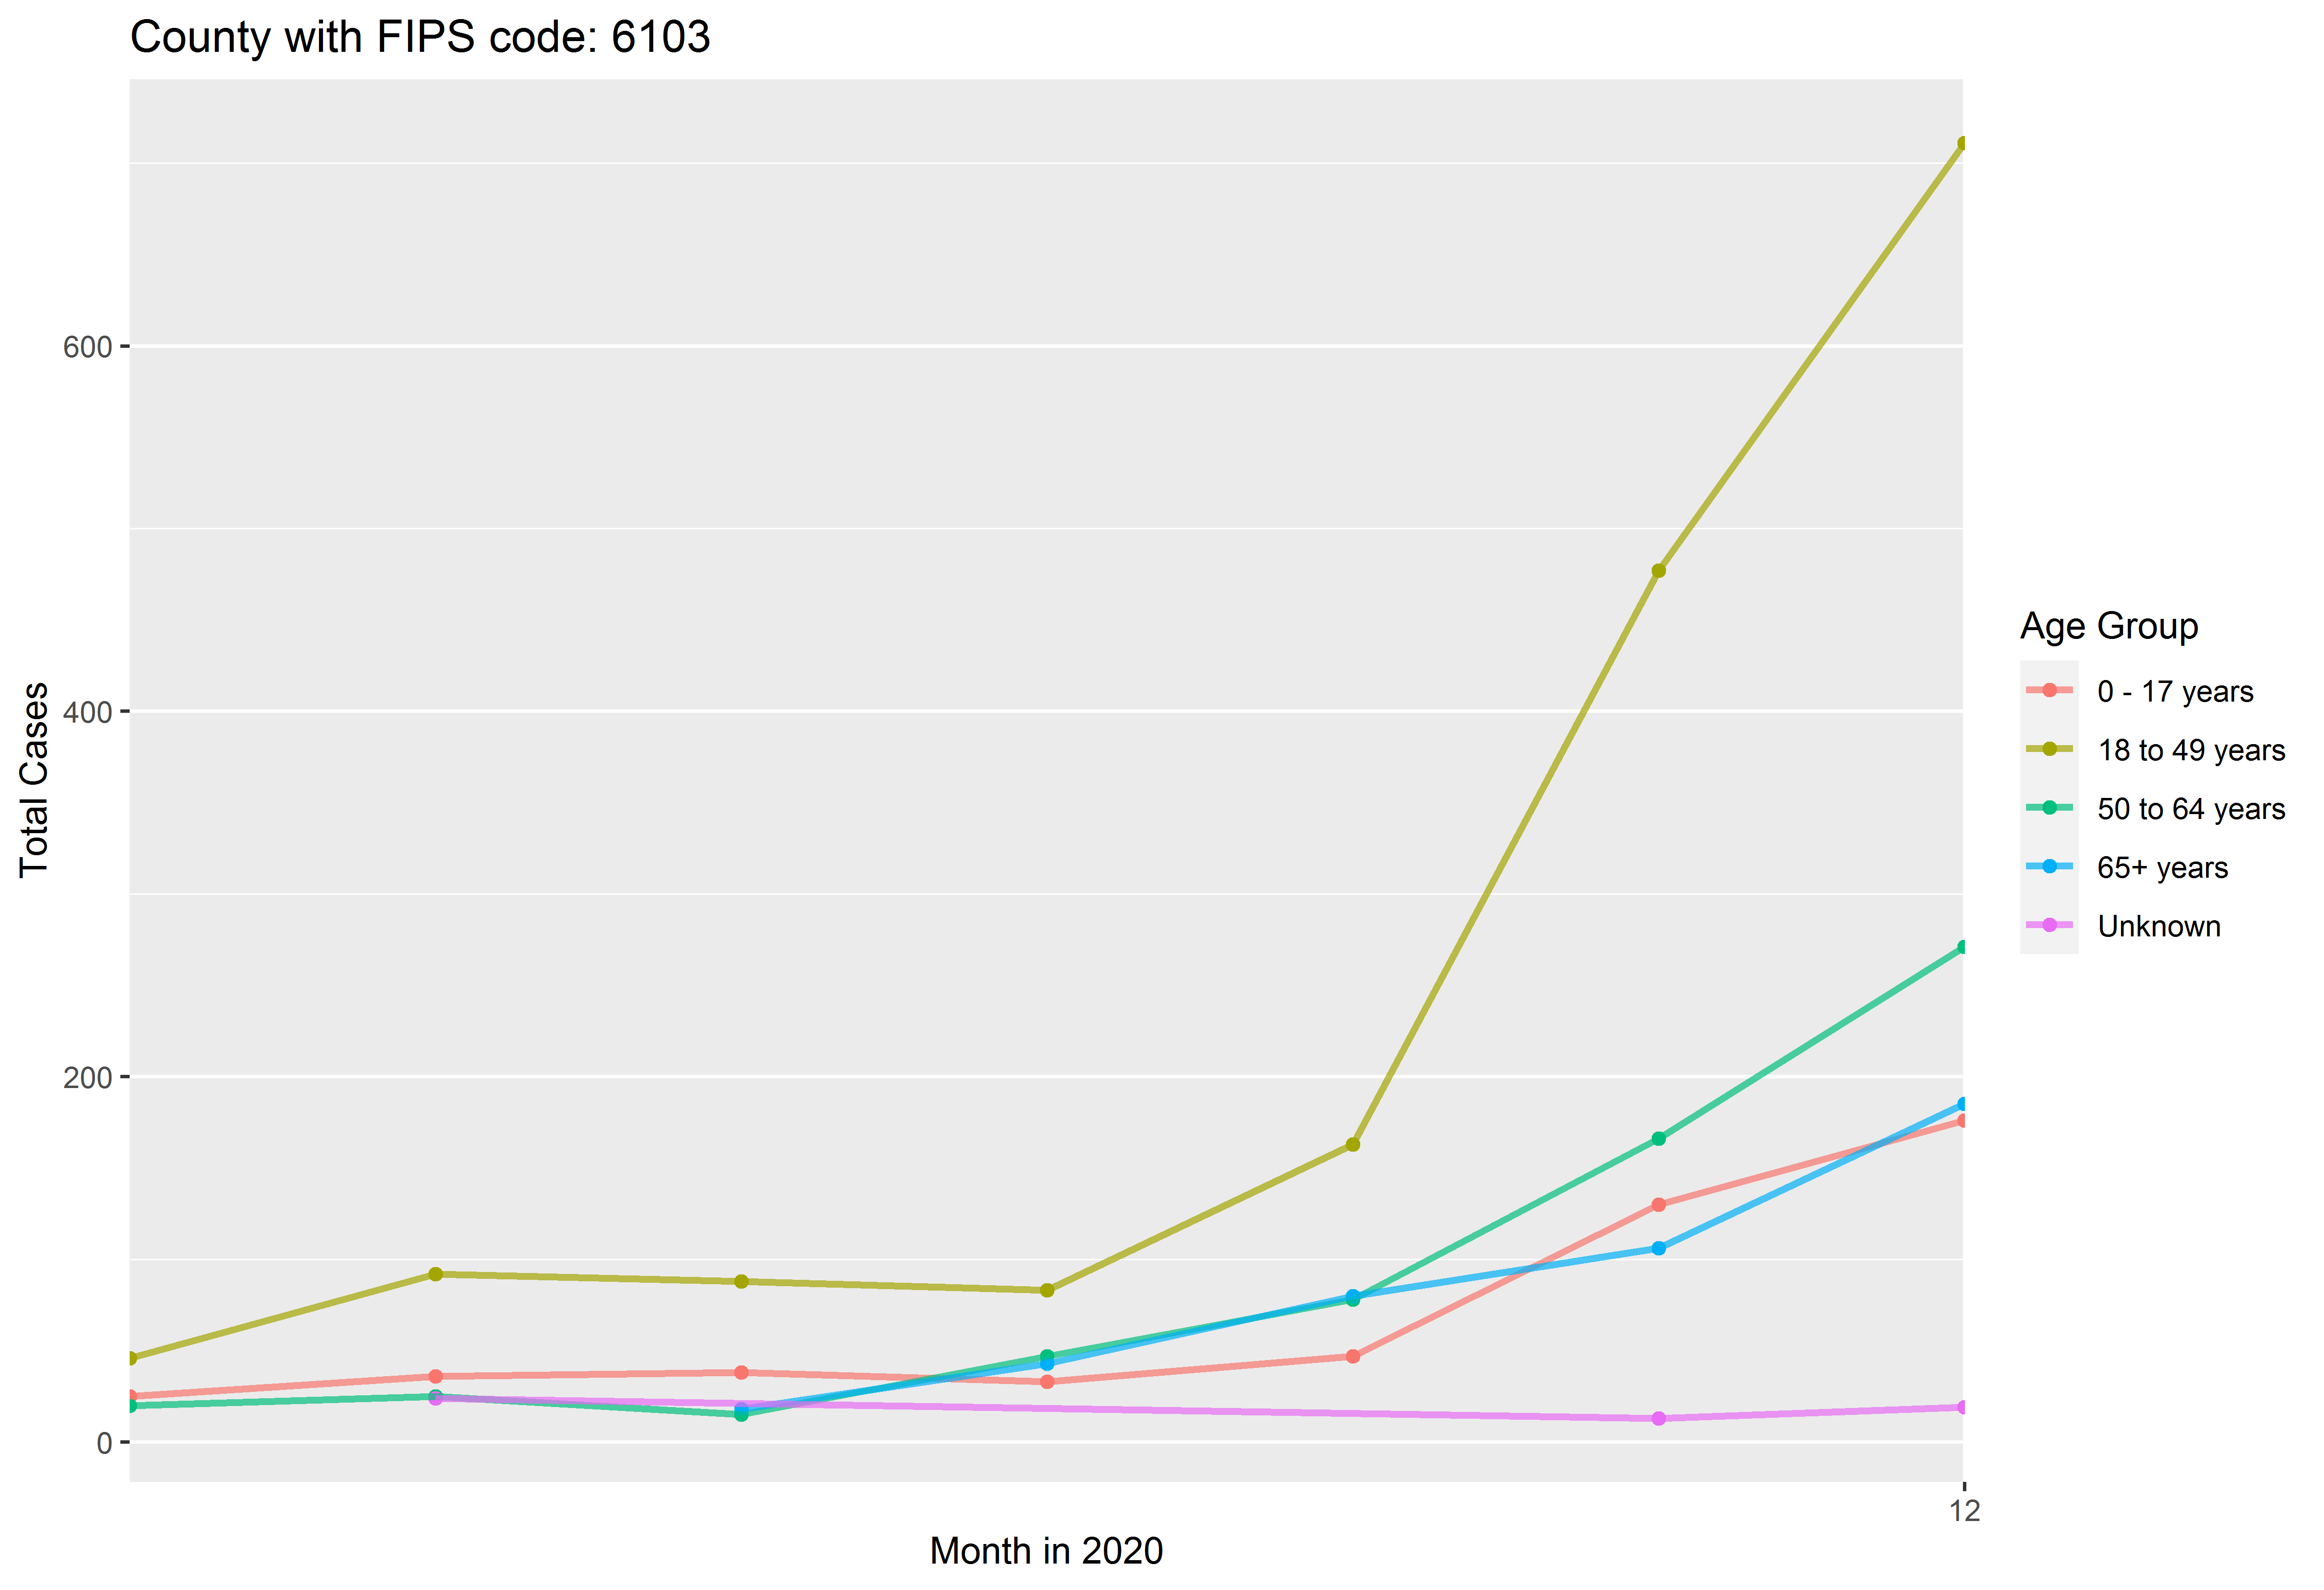 County with FIPS code: 6103
Total Cases
600
400
200
0
12
Month in 2020
Age Group
0 - 17 years
18 to 49 years
50 to 64 years
65+ years
Unknown